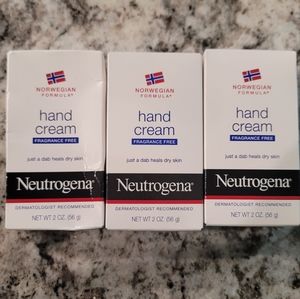 NORWEGIAN
FORMULA®
hand
cream
FRAGRANCE FREE
just a dab heals dry skin
Neutrogena®
DERMATOLOGIST RECOMMENDED
NET WT 2 OZ. (56 g)
NORWEGIAN
FORMULA®
hand
cream
FRAGRANCE FREE
just a dab heals dry skin
Neutrogena®
DERMATOLOGIST RECOMMENDED
NET WT 2 OZ. (56 g)
NORWEGIAN
FORMULA®
hand
cream
FRAGRANCE FREE
just a dab heals dry skin
Neutrogena®
DERMATOLOGIST RECOMMENDED
NET WT 2 OZ. (56 g)